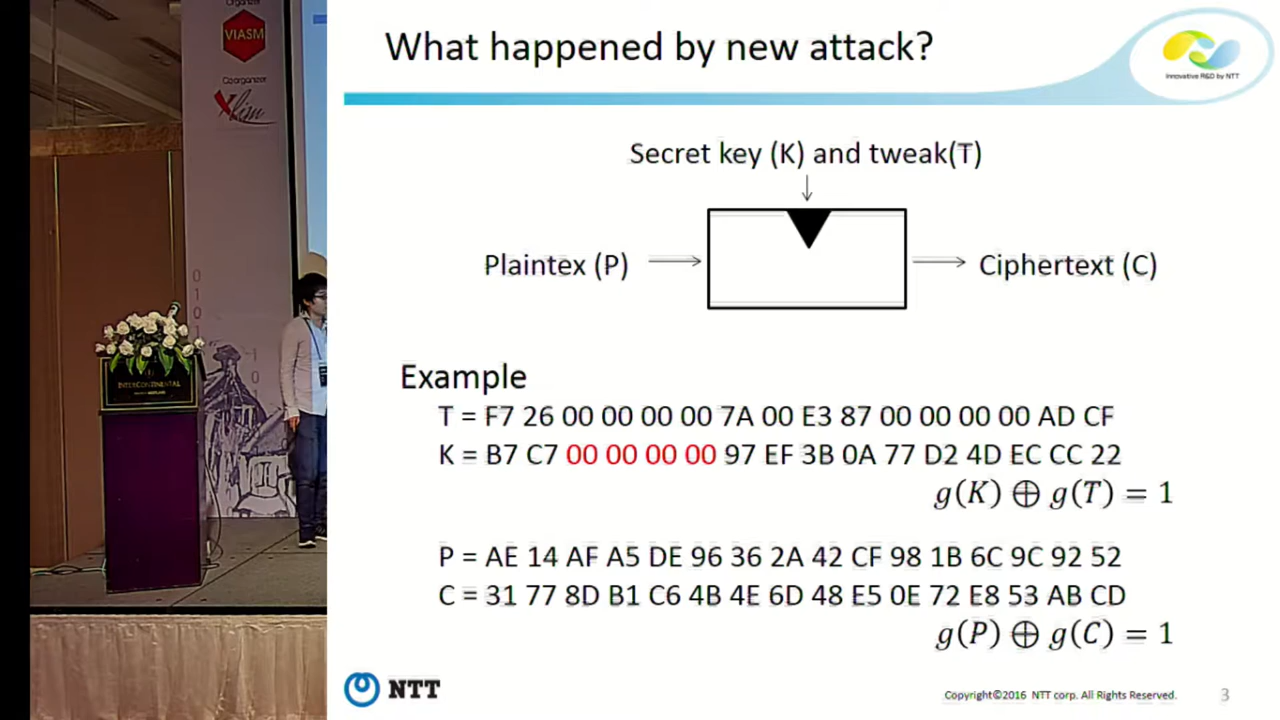 Organizer
VIASM
Co organizer
Xlim
INTERCONTINENTAL
What happened by new attack?
Innovative R&D by NTT
Secret key (K) and tweak(T)
Plaintex (P)
Ciphertext (C)
Example
T = F7 26 00 00 00 00 7A 00 E3 87 00 00 00 00 AD CF
K = B7 C7 00 00 00 00 97 EF 3B 0A 77 D2 4D EC CC 22
g(K) ⊕ g(T) = 1
P = AE 14 AF A5 DE 96 36 2A 42 CF 98 1B 6C 9C 92 52
C = 31 77 8D B1 C6 4B 4E 6D 48 E5 0E 72 E8 53 AB CD
g(P) ⊕ g(C) = 1
NTT
Copyright©2016 NTT corp. All Rights Reserved.
3